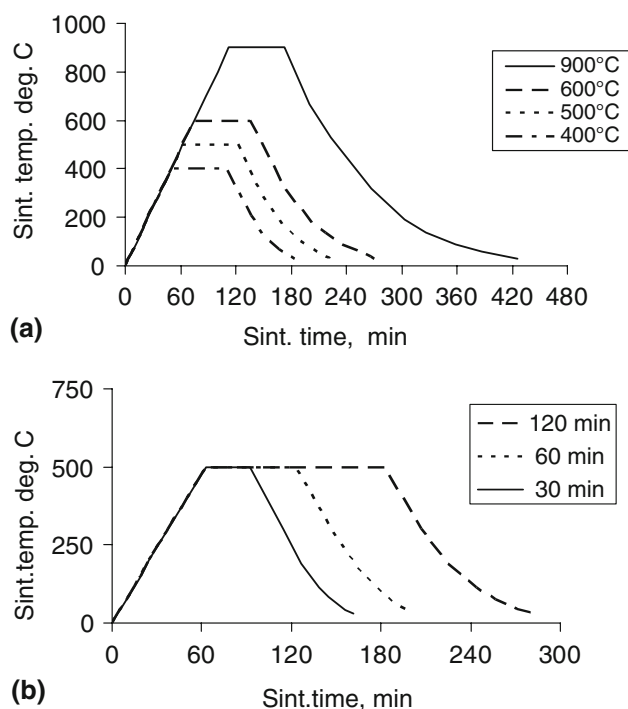 1000
800
600
400
200
0
Sint. temp. deg. C
900°C
600°C
500°C
400°C
0 60 120 180 240 300 360 420 480
(a)
Sint. time, min
750
500
250
0
Sint.temp. deg. C
120 min
60 min
30 min
0 60 120 180 240 300
(b)
Sint.time, min